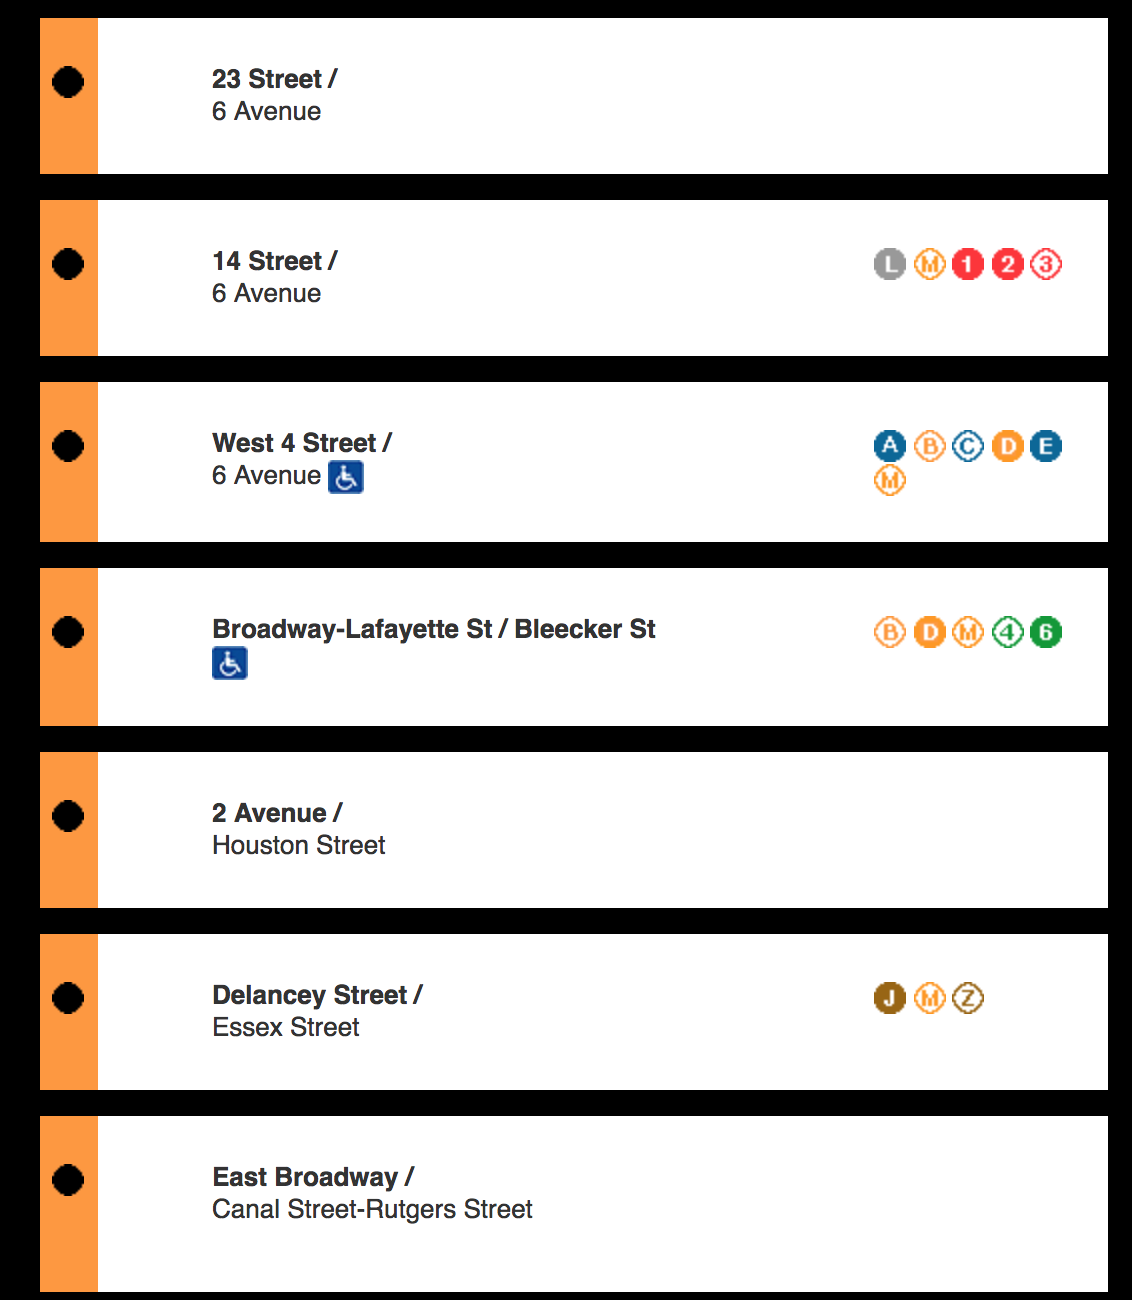 23 Street /
6 Avenue
14 Street /
L M 1 2 3
6 Avenue
West 4 Street /
A B C D E
6 Avenue
M
Broadway-Lafayette St / Bleecker St
B D M 4 6
2 Avenue /
Houston Street
Delancey Street /
J M Z
Essex Street
East Broadway /
Canal Street-Rutgers Street